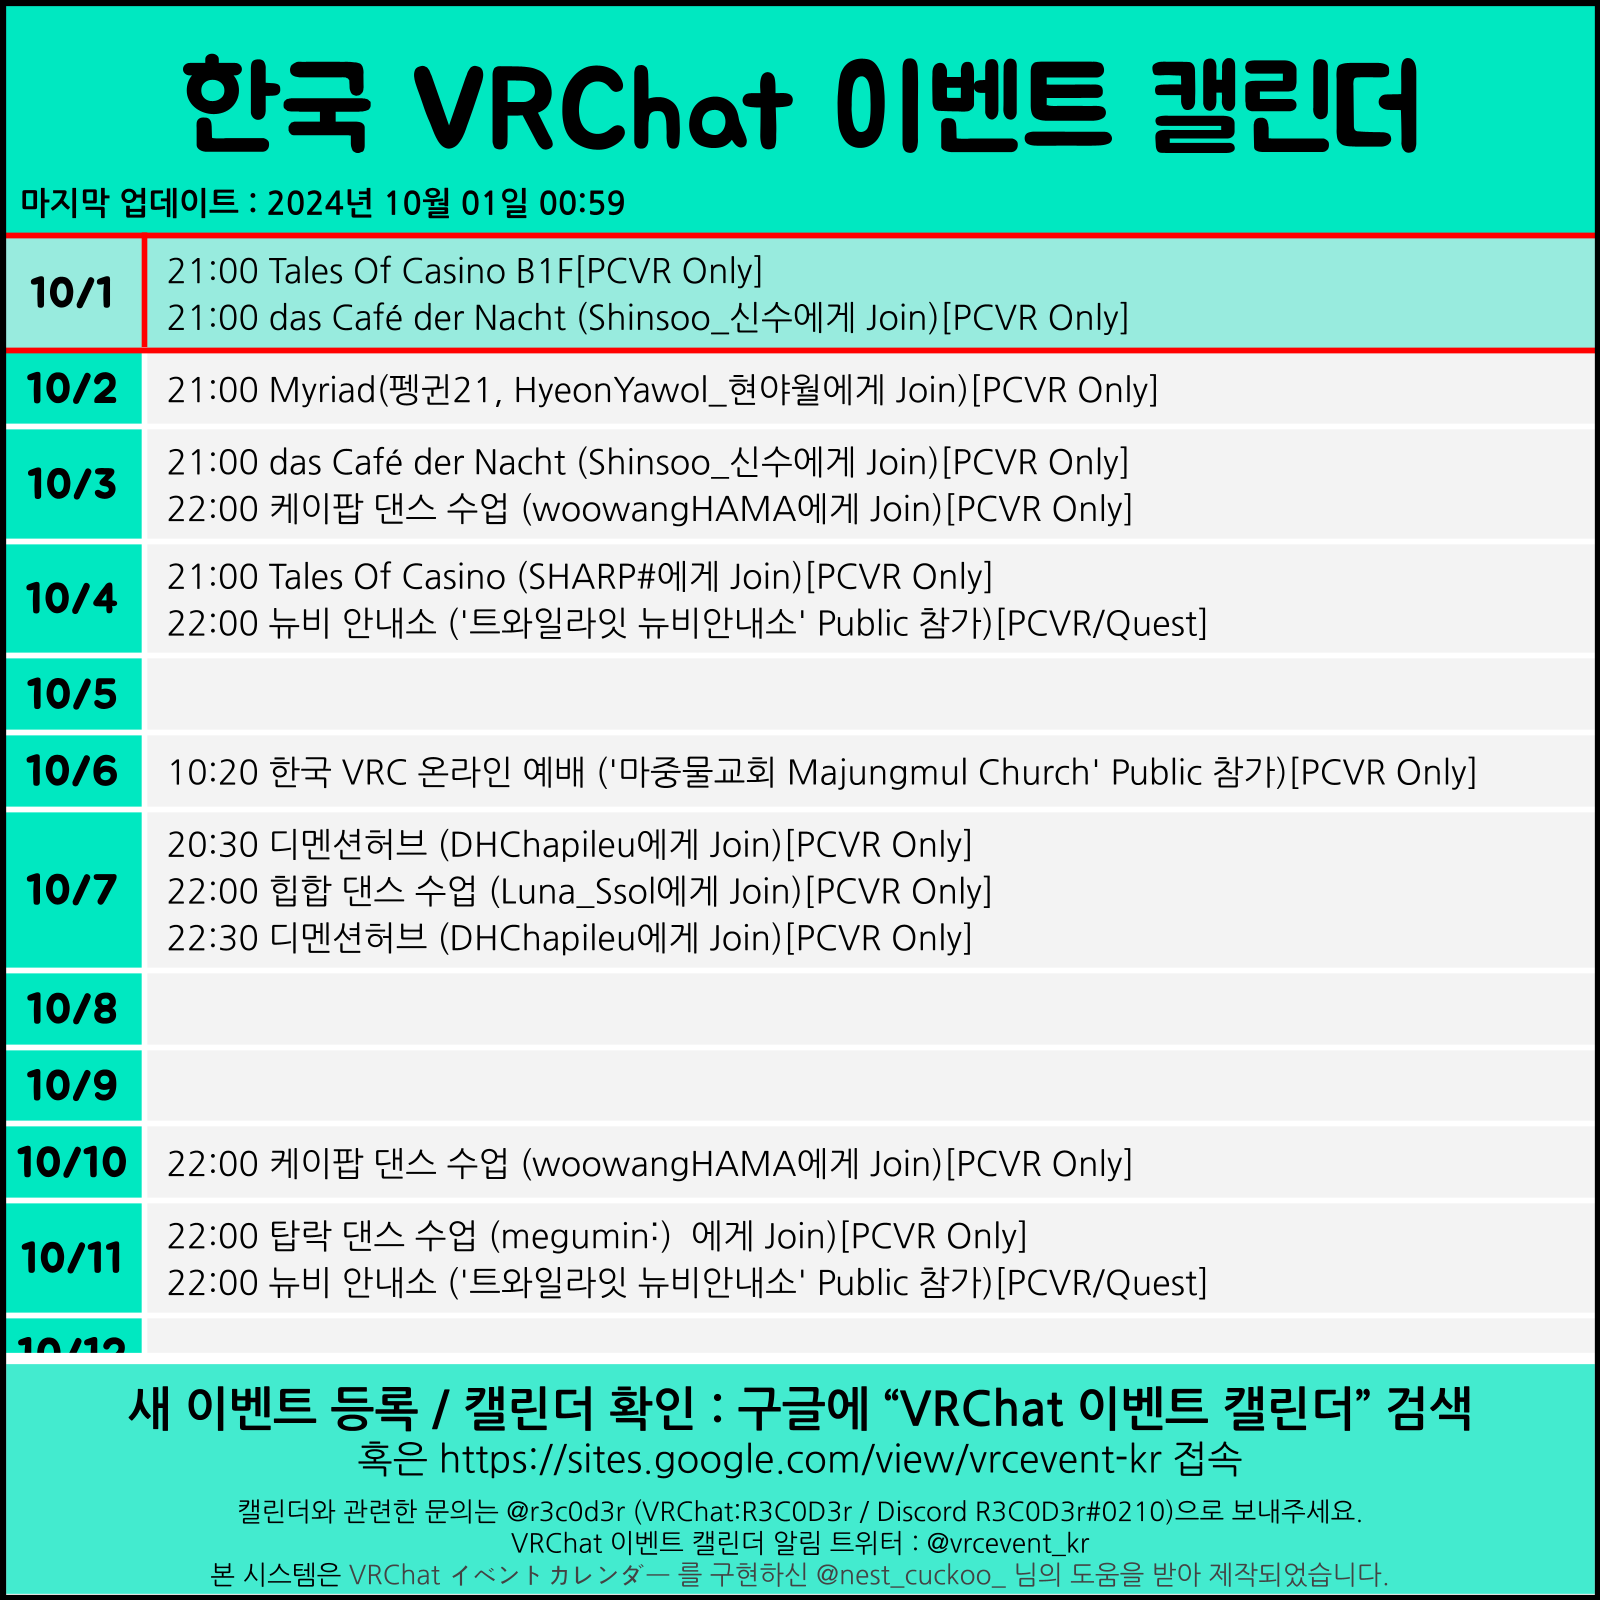 한국 VRChat 이벤트 캘린더
마지막 업데이트 : 2024년 10월 01일 00:59
10/1
21:00 Tales Of Casino B1F[PCVR Only]
21:00 das Café der Nacht (Shinsoo_신수에게 Join)[PCVR Only]
10/2
21:00 Myriad(펭귄21, HyeonYawol_현야월에게 Join)[PCVR Only]
10/3
21:00 das Café der Nacht (Shinsoo_신수에게 Join)[PCVR Only]
22:00 케이팝 댄스 수업 (woowangHAMA에게 Join)[PCVR Only]
10/4
21:00 Tales Of Casino (SHARP#에게 Join)[PCVR Only]
22:00 뉴비 안내소 ('트와일라잇 뉴비안내소' Public 참가)[PCVR/Quest]
10/5
10/6
10:20 한국 VRC 온라인 예배 ('마중물교회 Majungmul Church' Public 참가)[PCVR Only]
10/7
20:30 디멘션허브 (DHChapileu에게 Join)[PCVR Only]
22:00 힙합 댄스 수업 (Luna_Ssol에게 Join)[PCVR Only]
22:30 디멘션허브 (DHChapileu에게 Join)[PCVR Only]
10/8
10/9
10/10
22:00 케이팝 댄스 수업 (woowangHAMA에게 Join)[PCVR Only]
10/11
22:00 탑락 댄스 수업 (megumin:)  에게 Join)[PCVR Only]
22:00 뉴비 안내소 ('트와일라잇 뉴비안내소' Public 참가)[PCVR/Quest]
10/12
새 이벤트 등록 / 캘린더 확인 : 구글에 “VRChat 이벤트 캘린더” 검색
혹은 https://sites.google.com/view/vrcevent-kr 접속
캘린더와 관련한 문의는 @r3c0d3r (VRChat:R3C0D3r / Discord R3C0D3r#0210)으로 보내주세요.
VRChat 이벤트 캘린더 알림 트위터 : @vrcevent_kr
본 시스템은 VRChat イベントカレンダー 를 구현하신 @nest_cuckoo_ 님의 도움을 받아 제작되었습니다.